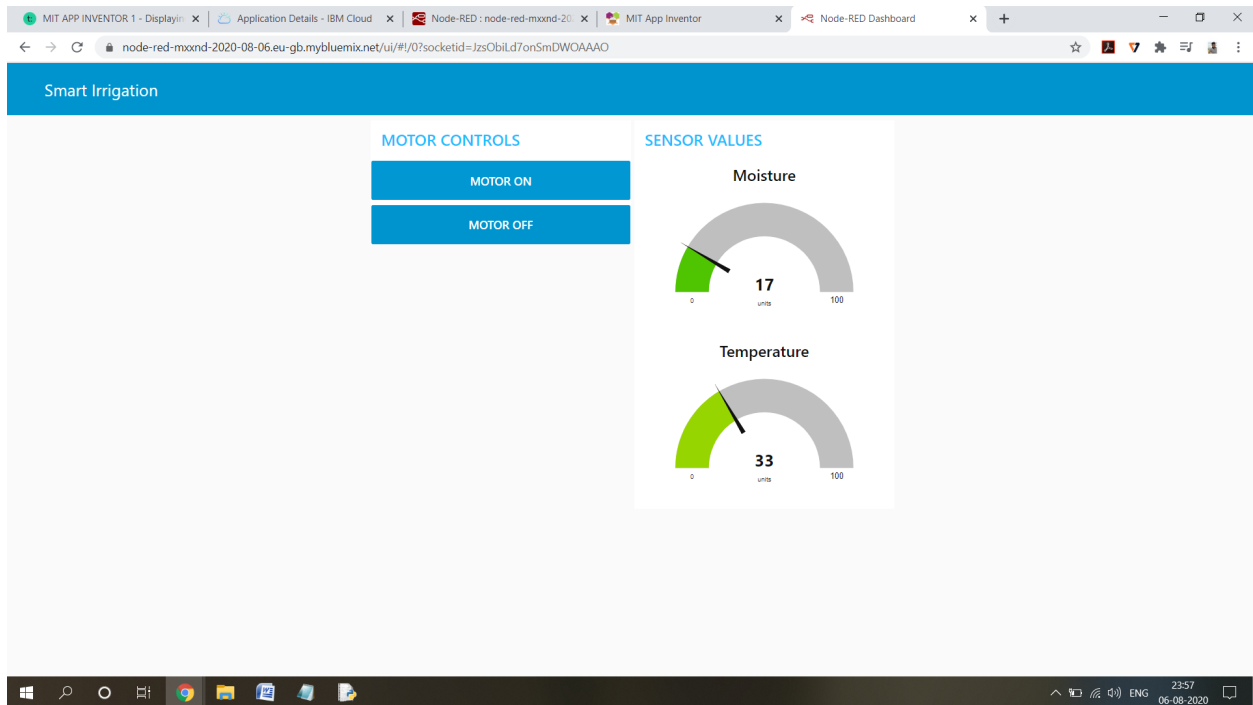 MIT APP INVENTOR 1 - Displayin
Application Details - IBM Cloud
Node-RED : node-red-mxxnd-20
MIT App Inventor
Node-RED Dashboard
node-red-mxxnd-2020-08-06.eu-gb.mybluemix.net/ui/#!/0?socketid=JzsObiLd7onSmDWOAAAO
Smart Irrigation
MOTOR CONTROLS
MOTOR ON
MOTOR OFF
SENSOR VALUES
Moisture
17
units
0
100
Temperature
33
units
0
100
ENG
23:57
06-08-2020